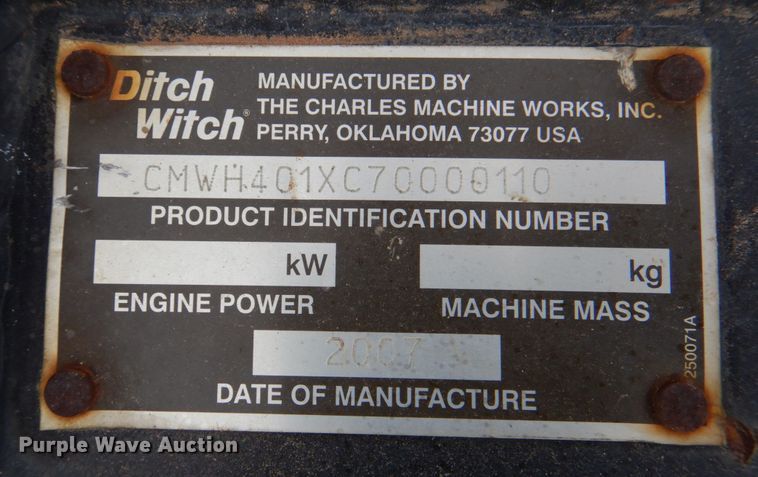 Ditch Witch®
MANUFACTURED BY
THE CHARLES MACHINE WORKS, INC.
PERRY, OKLAHOMA 73077 USA
CMWH401XC70000110
PRODUCT IDENTIFICATION NUMBER
kW
ENGINE POWER
kg
MACHINE MASS
2007
DATE OF MANUFACTURE
250071A
Purple Wave Auction